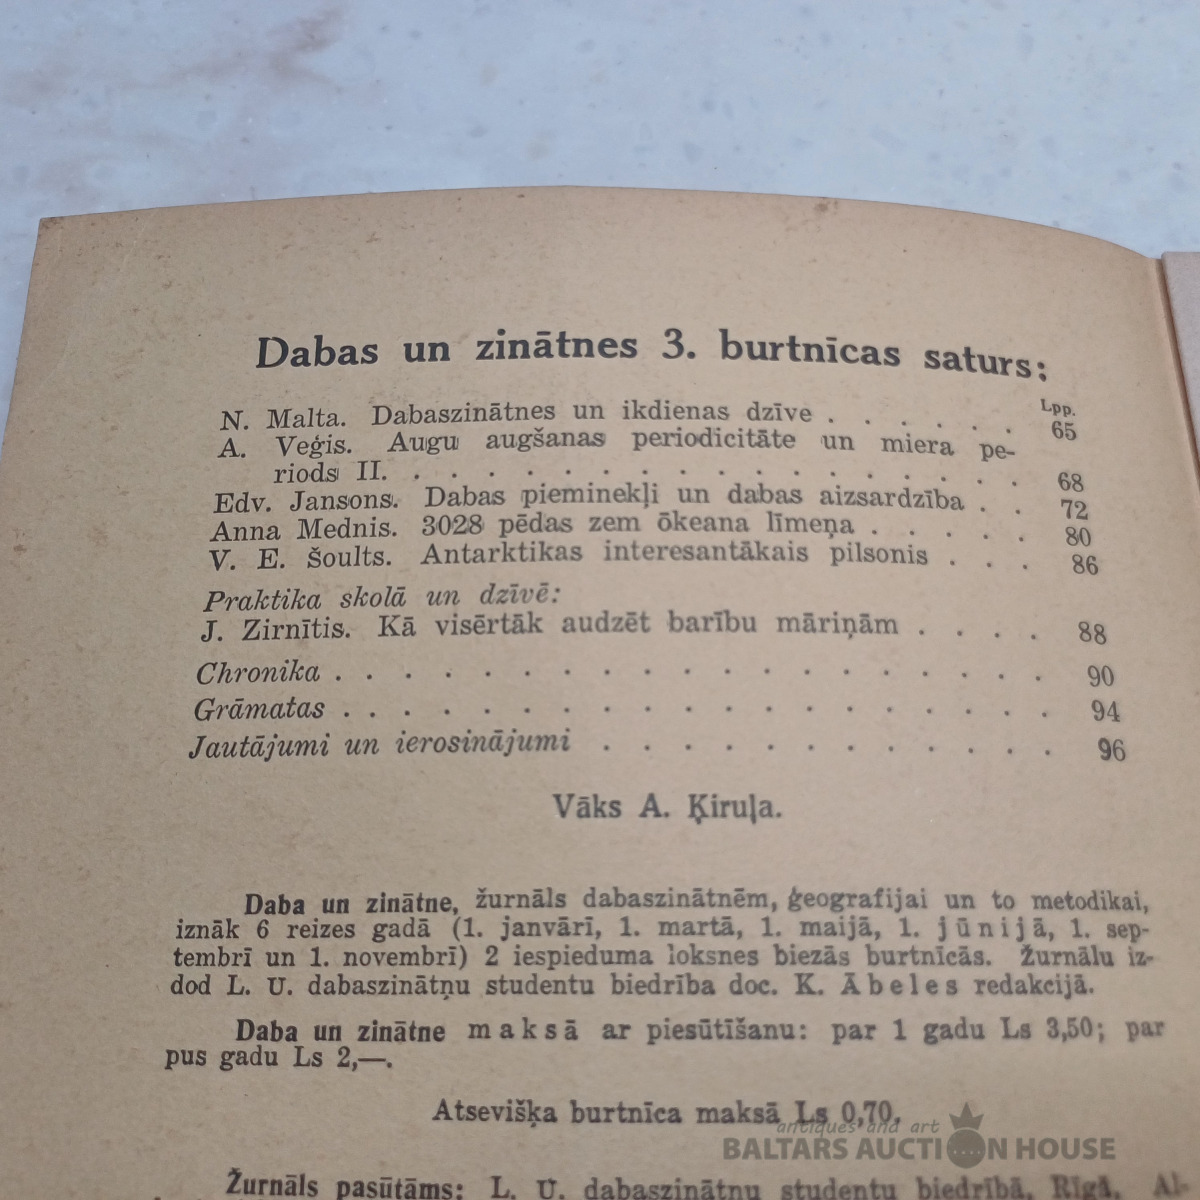 Dabas un zinātnes 3. burtnīcas saturs:
Lpp.
N. Malta. Dabaszinātnes un ikdienas dzīve . . . . . . . 65
A. Veģis. Augu augšanas periodicitāte un miera pe-
riods II. . . . . . . . . . . . . . . . . . . 68
Edv. Jansons. Dabas pieminekļi un dabas aizsardzība . . 72
Anna Mednis. 3028 pēdas zem ōkeana līmeņa . . . . . 80
V. E. Šoults. Antarktikas interesantākais pilsonis . . . 86
Praktika skolā un dzīvē:
J. Zirnītis. Kā visērtāk audzēt barību māriņām . . . . 88
Chronika . . . . . . . . . . . . . . . . . . . 90
Grāmatas . . . . . . . . . . . . . . . . . . . 94
Jautājumi un ierosinājumi . . . . . . . . . . . . 96
Vāks A. Ķiruļa.
Daba un zinātne, žurnāls dabaszinātnēm, ģeografijai un to metodikai,
iznāk 6 reizes gadā (1. janvārī, 1. martā, 1. maijā, 1. jūnijā, 1. sep-
tembrī un 1. novembrī) 2 iespieduma loksnes biezās burtnīcās. Žurnālu iz-
dod L. U. dabaszinātņu studentu biedrība doc. K. Ābeles redakcijā.
Daba un zinātne maksā ar piesūtīšanu: par 1 gadu Ls 3,50; par
pus gadu Ls 2,—.
Atsevišķa burtnīca maksā Ls 0,70,
antiques and art
BALTARS AUCTION HOUSE
Žurnāls pasūtāms: L. U. dabaszinātņu studentu biedrībā, Rīgā, Al-